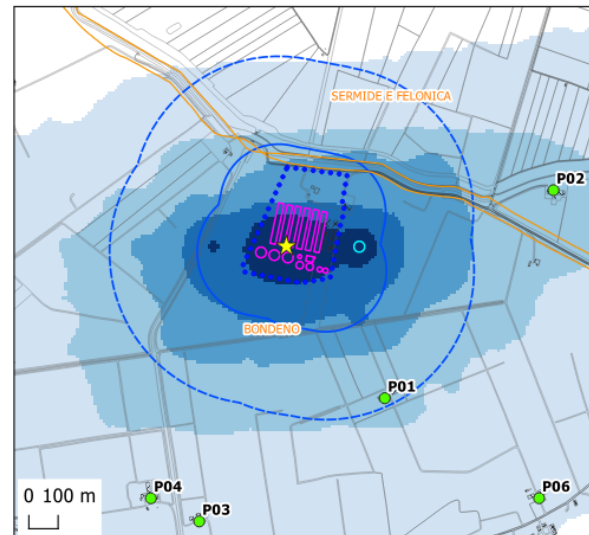 SERMIDE E FELONICA
P02
BONDENO
P01
P04
P03
P06
0 100 m